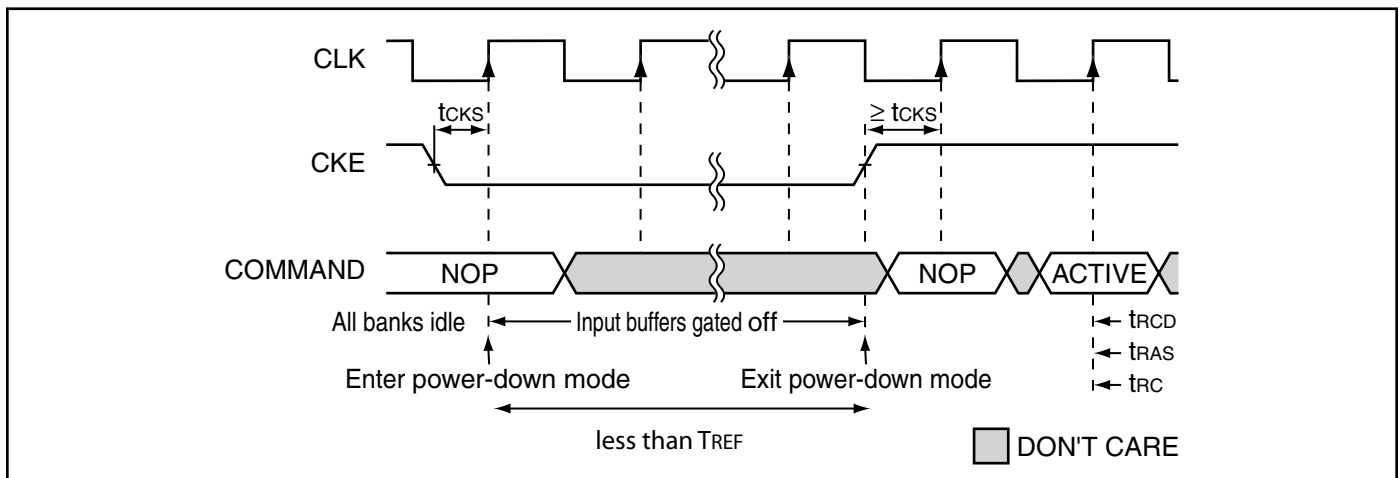 CLK
tCKS
≥ tCKS
CKE
COMMAND
NOP
NOP
ACTIVE
All banks idle
Input buffers gated off
tRCD
tRAS
Enter power-down mode
Exit power-down mode
tRC
less than TREF
DON'T CARE